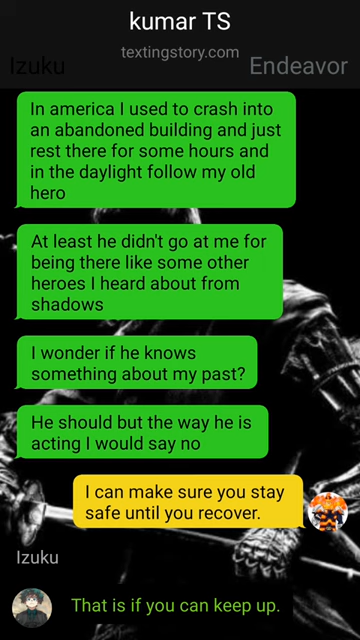 kumar TS
textingstory.com
Izuku
Endeavor
In america I used to crash into
an abandoned building and just
rest there for some hours and
in the daylight follow my old
hero
At least he didn't go at me for
being there like some other
heroes I heard about from
shadows
I wonder if he knows
something about my past?
He should but the way he is
acting I would say no
I can make sure you stay
safe until you recover.
Izuku
That is if you can keep up.